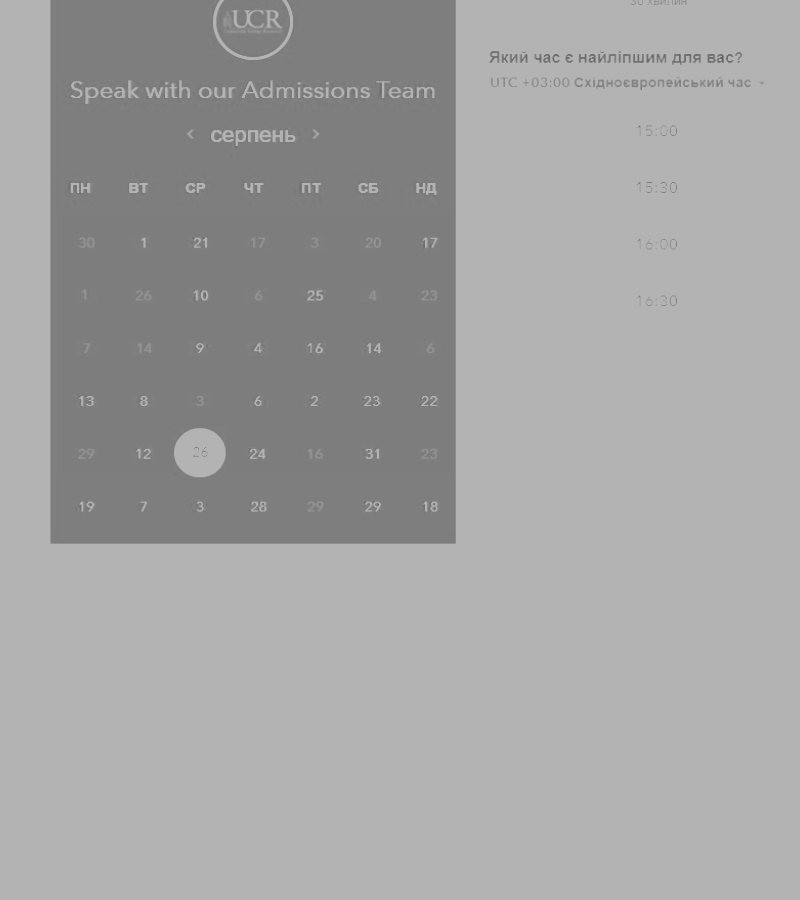 UCR
Speak with our Admissions Team
‹ серпень ›
ПН ВТ СР ЧТ ПТ СБ НД
30 1 21 17 3 20 17
1 26 10 6 25 4 23
7 14 9 4 16 14 6
13 8 3 6 2 23 22
29 12 26 24 16 31 23
19 7 3 28 29 29 18
30 хвилин
Який час є найліпшим для вас?
UTC +03:00 Східноєвропейський час
15:00
15:30
16:00
16:30